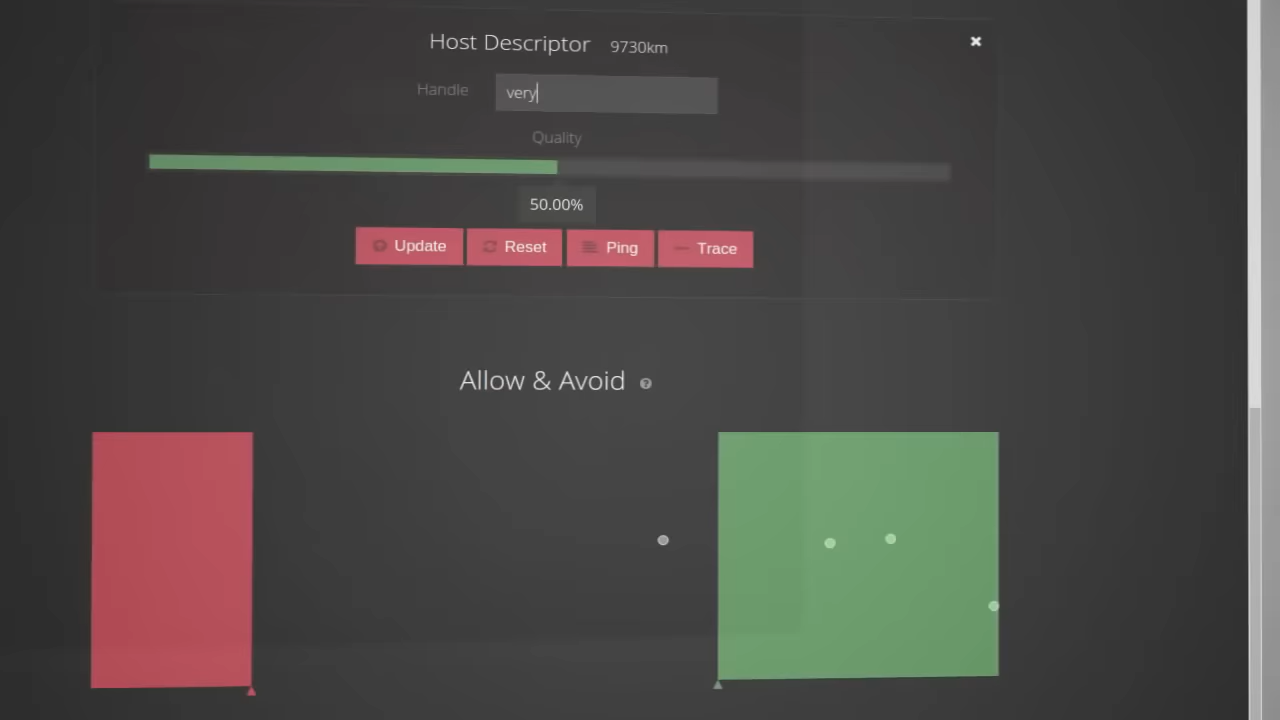 Host Descriptor 9730km
Handle very
Quality
50.00%
Update Reset Ping Trace
Allow & Avoid